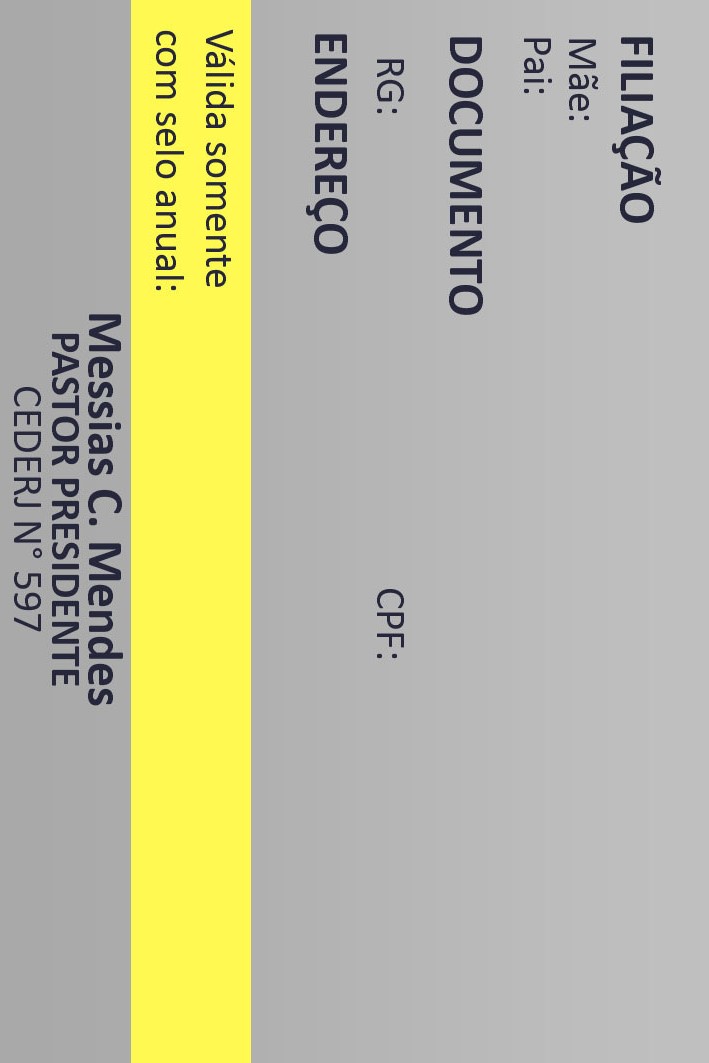 FILIAÇÃO
Mãe:
Pai:
DOCUMENTO
RG: CPF:
ENDEREÇO
Válida somente
com selo anual:
Messias C. Mendes
PASTOR PRESIDENTE
CEDERJ N° 597